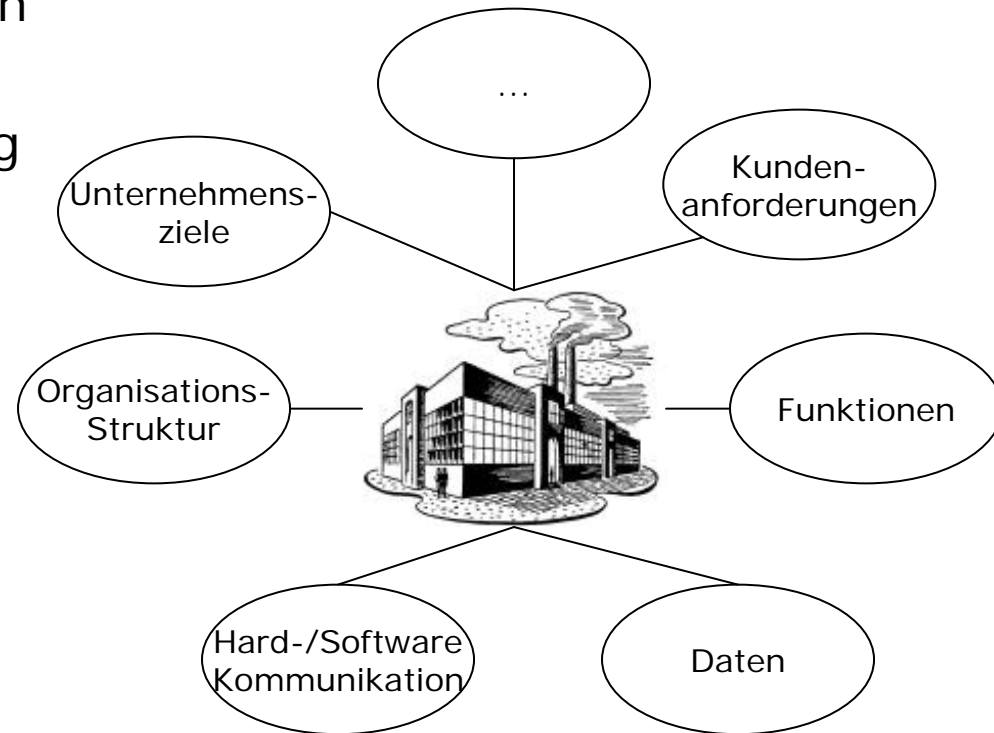 n
...
g
Kunden-
anforderungen
Unternehmens-
ziele
Organisations-
Struktur
Funktionen
Hard-/Software
Kommunikation
Daten